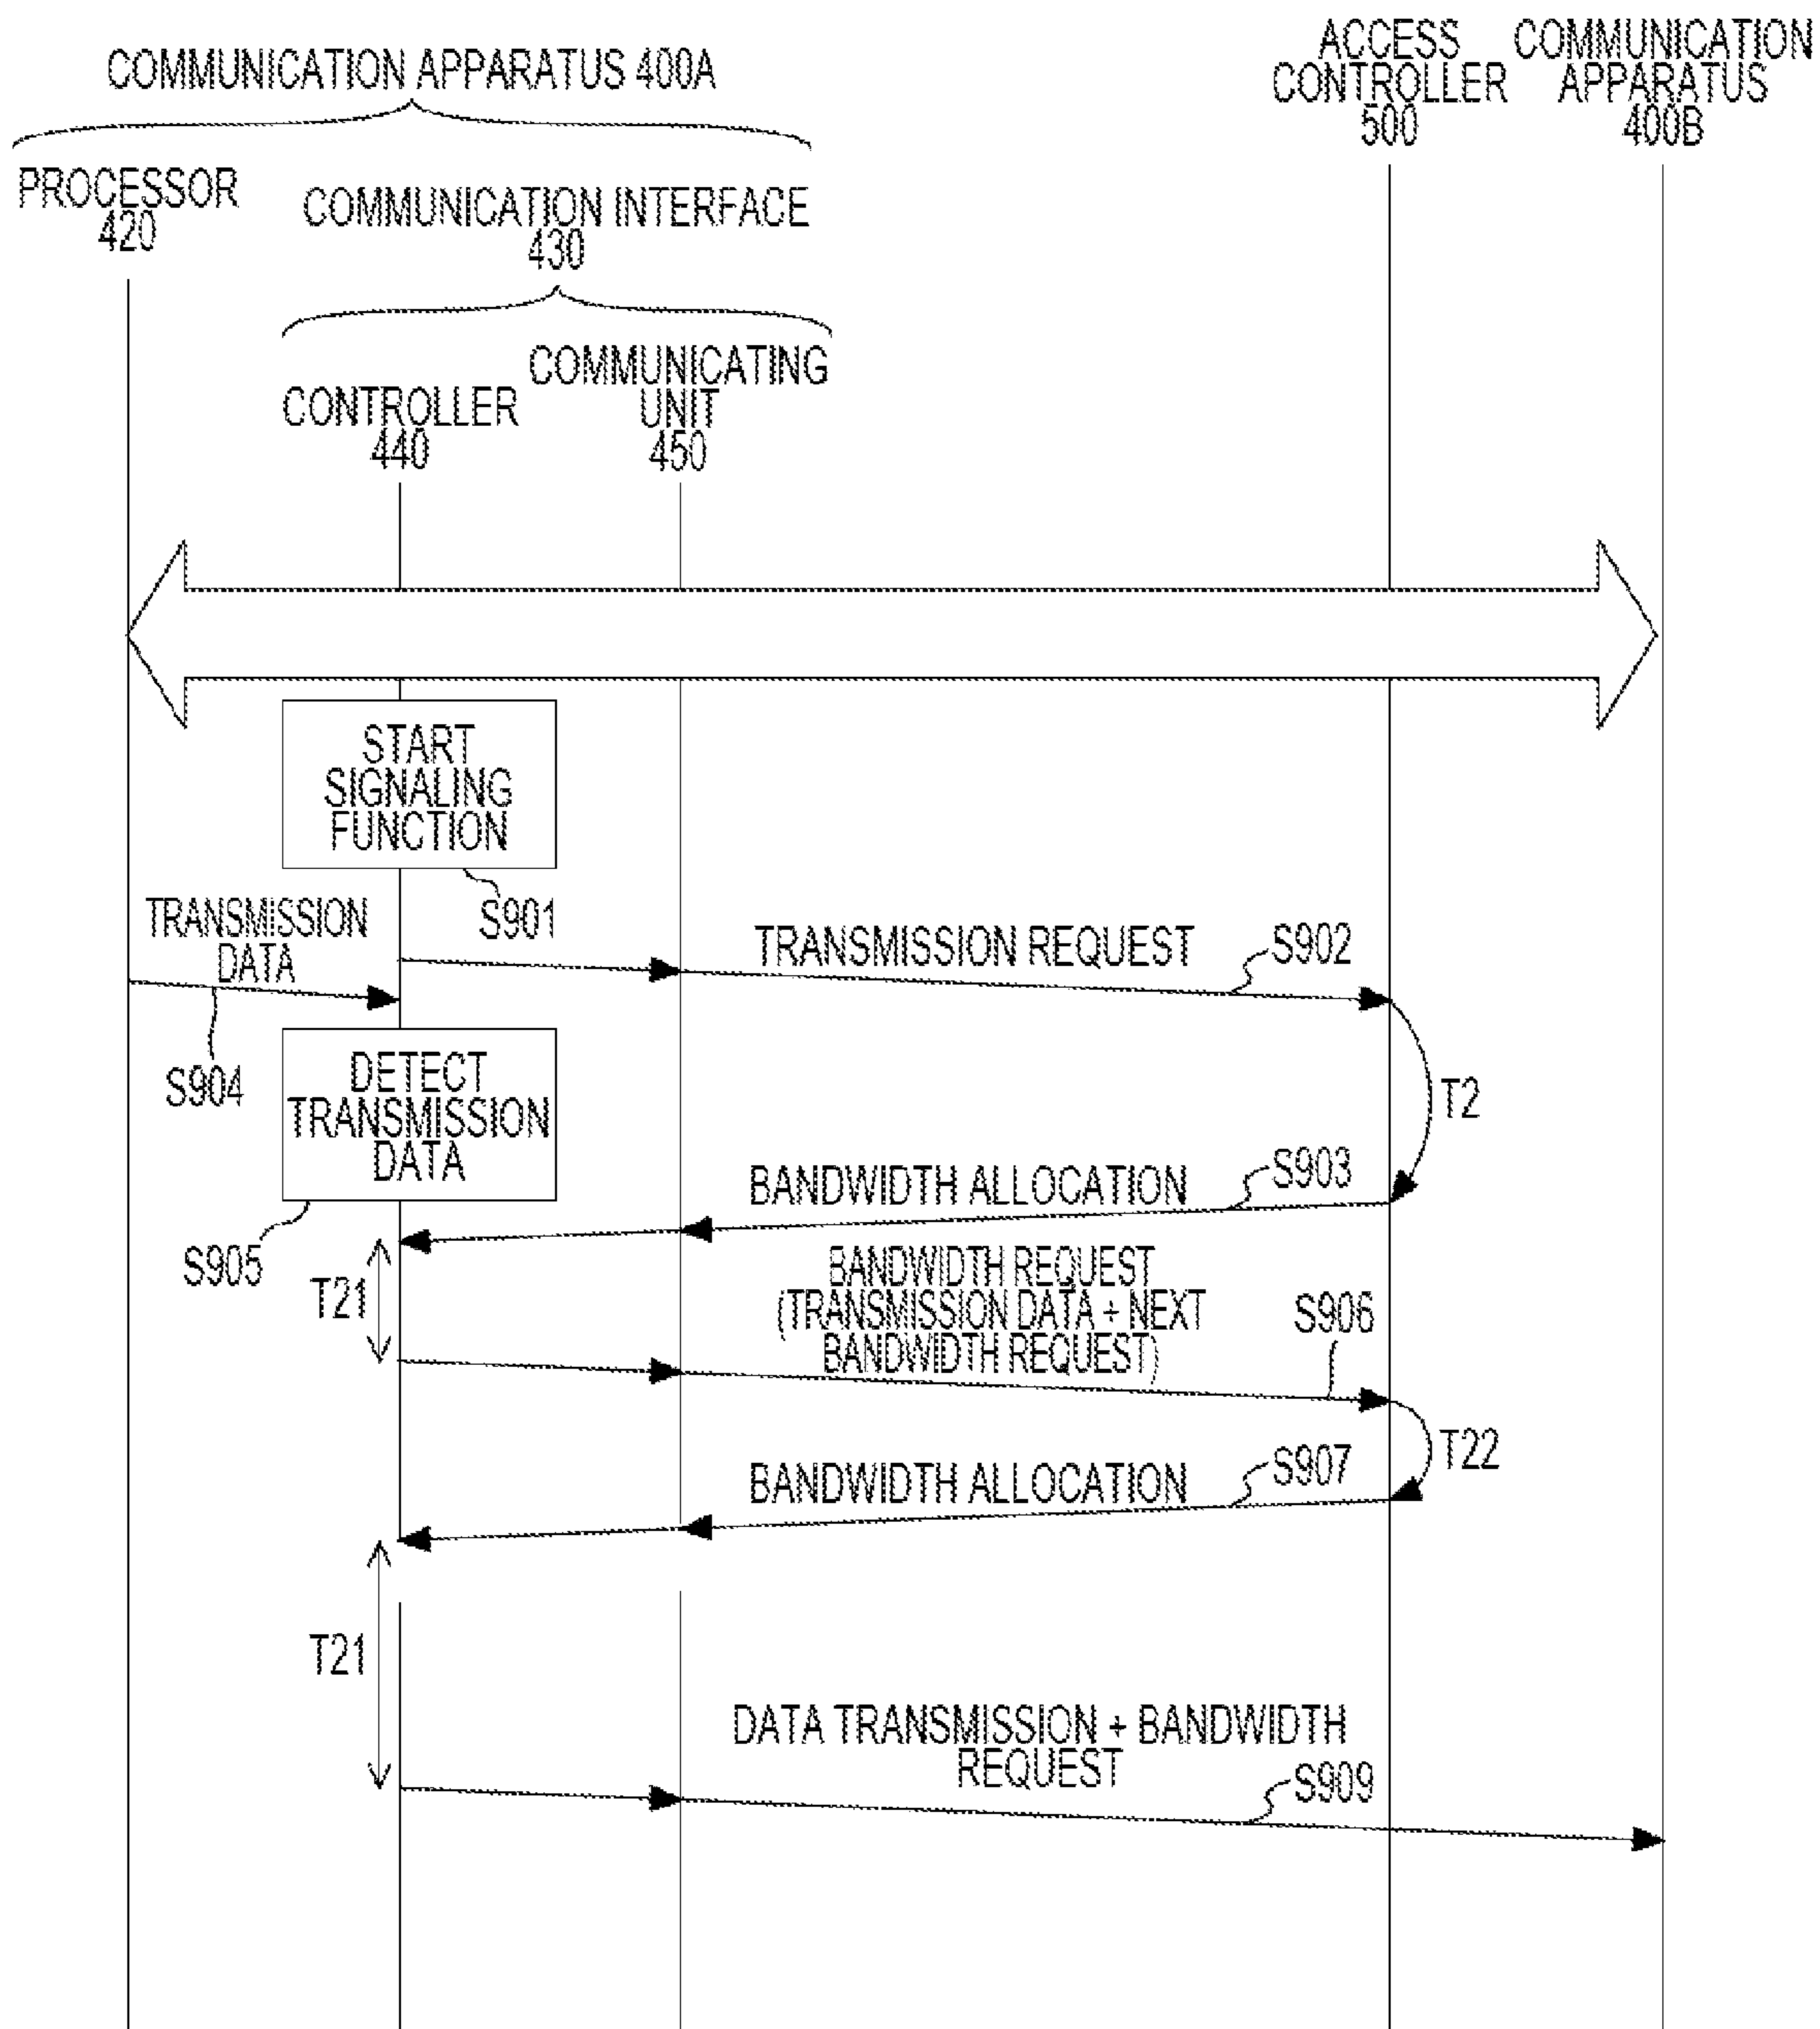 COMMUNICATION APPARATUS 400A
ACCESS
CONTROLLER
500
COMMUNICATION
APPARATUS
400B
PROCESSOR
420
COMMUNICATION INTERFACE
430
CONTROLLER
440
COMMUNICATING
UNIT
450
START
SIGNALING
FUNCTION
S901
TRANSMISSION
DATA
S904
TRANSMISSION REQUEST
S902
DETECT
TRANSMISSION
DATA
S905
T2
BANDWIDTH ALLOCATION
S903
T21
BANDWIDTH REQUEST
(TRANSMISSION DATA + NEXT
BANDWIDTH REQUEST)
S906
T22
BANDWIDTH ALLOCATION
S907
T21
DATA TRANSMISSION + BANDWIDTH
REQUEST
S909